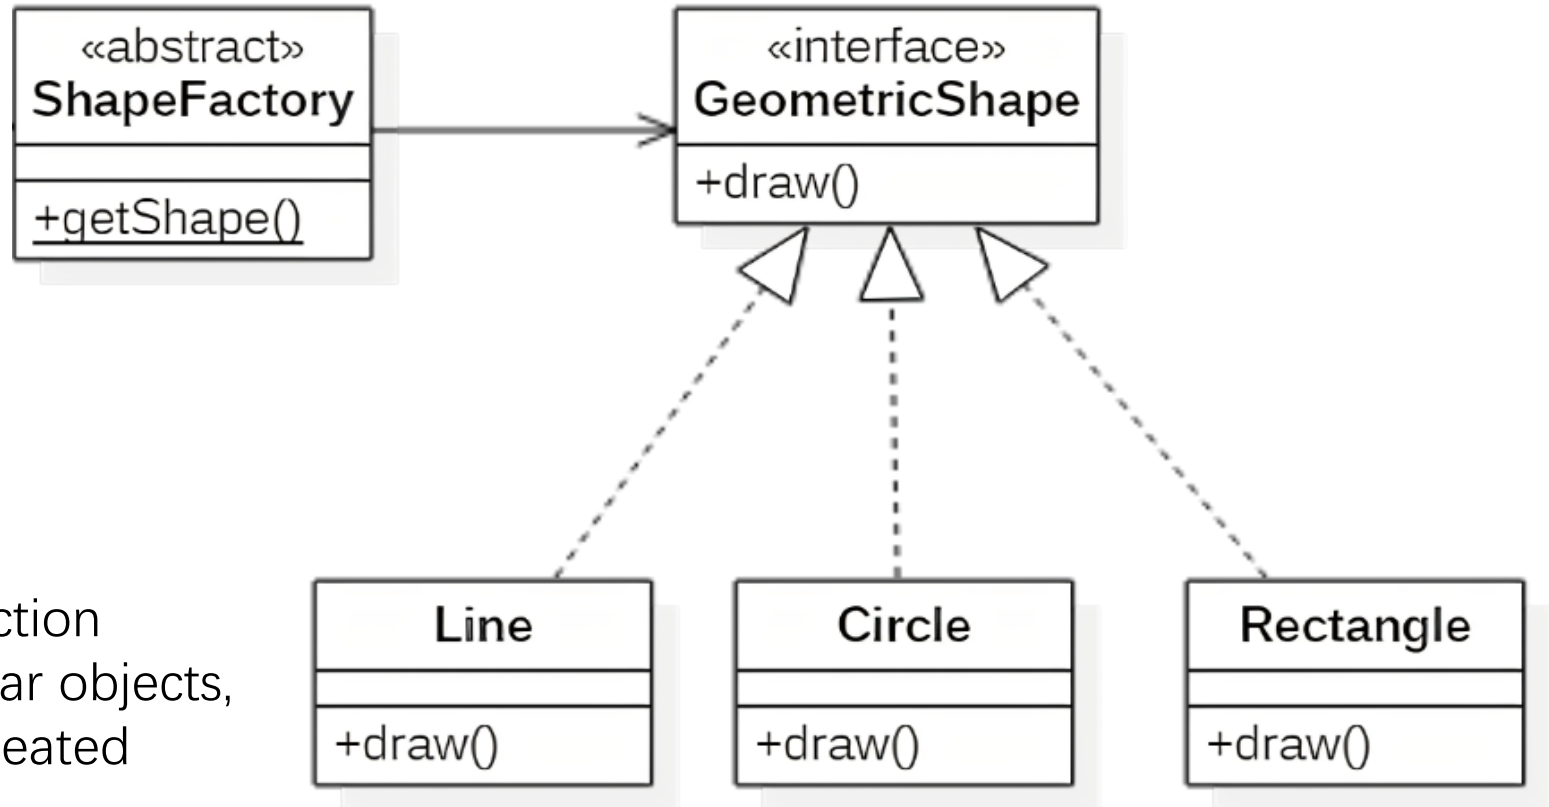 «abstract»
ShapeFactory
+getShape()
«interface»
GeometricShape
+draw()
Line
+draw()
Circle
+draw()
Rectangle
+draw()
ction
ar objects,
eated